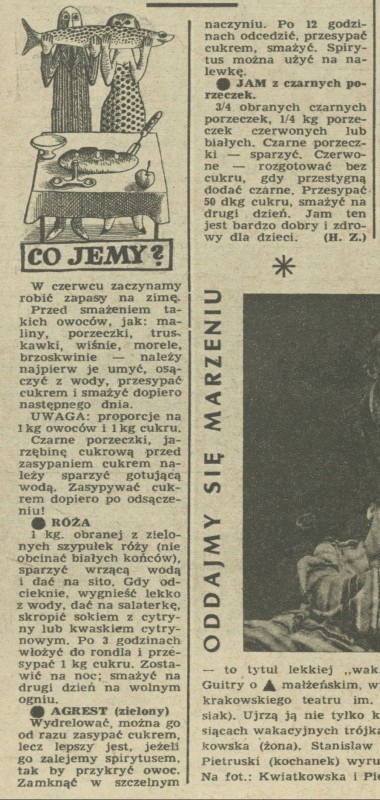 CO JEMY?
W czerwcu zaczynamy
robić zapasy na zimę.
Przed smażeniem ta-
kich owoców, jak: ma-
liny, porzeczki, trus-
kawki, wiśnie, morele,
brzoskwinie — należy
najpierw je umyć, osą-
czyć z wody, przesypać
cukrem i smażyć dopiero
następnego dnia.
UWAGA: proporcje na
1 kg owoców i 1 kg cukru.
Czarne porzeczki, ja-
rzębinę cukrową przed
zasypaniem cukrem na-
leży sparzyć gotującą
wodą. Zasypywać cuk-
rem dopiero po odsącze-
niu!
● RÓŻA
1 kg. obranej z zielo-
nych szypułek róży (nie
obcinać białych końców),
sparzyć wrzącą wodą
i dać na sito. Gdy od-
cieknie, wygnieść lekko
z wody, dać na salaterkę,
skropić sokiem z cytry-
ny lub kwaskiem cytry-
nowym. Po 3 godzinach
włożyć do rondla i prze-
sypać 1 kg cukru. Zosta-
wić na noc; smażyć na
drugi dzień na wolnym
ogniu.
● AGREST (zielony)
Wydrelować, można go
od razu zasypać cukrem,
lecz lepszy jest, jeżeli
go zalejemy spirytusem,
tak by przykryć owoc.
Zamknąć w szczelnym
naczyniu. Po 12 godzi-
nach odcedzić, przesypać
cukrem, smażyć. Spiry-
tus można użyć na na-
lewkę.
● JAM z czarnych po-
rzeczek.
3/4 obranych czarnych
porzeczek, 1/4 kg porze-
czek czerwonych lub
białych. Czarne porzecz-
ki — sparzyć. Czerwo-
ne — rozgotować bez
cukru, gdy przestygną
dodać czarne. Przesypać
50 dkg cukru, smażyć na
drugi dzień. Jam ten
jest bardzo dobry i zdro-
wy dla dzieci. (H. Z.)
ODDAJMY SIĘ MARZENIU
— to tytuł lekkiej „wak
Guitry o ▲ małżeńskim, w
krakowskiego teatru im.
siak). Ujrzą ją nie tylko k
siącach wakacyjnych trójka
kowska (żona). Stanisław
Pietruski (kochanek) wyru
Na fot.: Kwiatkowska i Pie